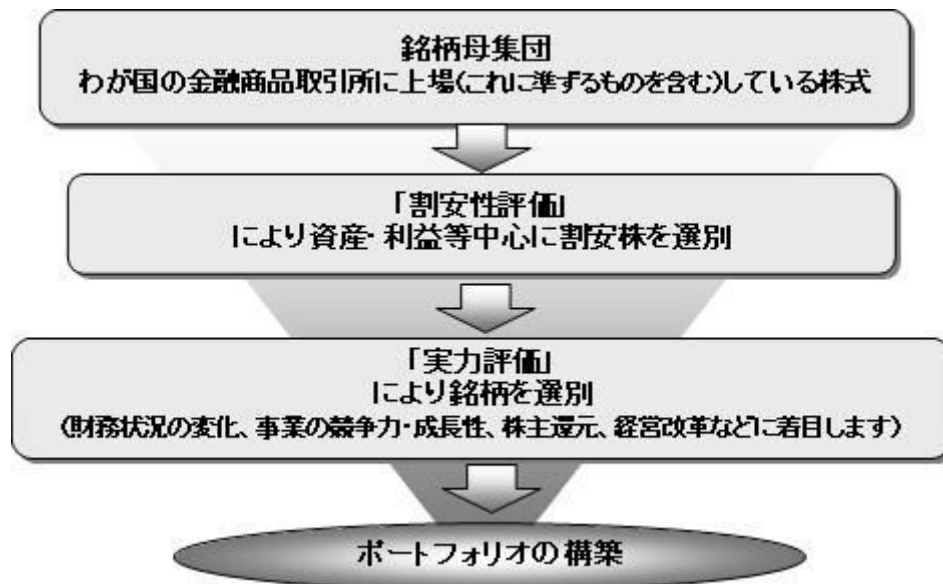 銘柄母集団
わが国の金融商品取引所に上場(これに準ずるものを含む)している株式
「割安性評価」
により資産・利益等中心に割安株を選別
「実力評価」
により銘柄を選別
(財務状況の変化、事業の競争力・成長性、株主還元、経営改革などに着目します)
ポートフォリオの構築